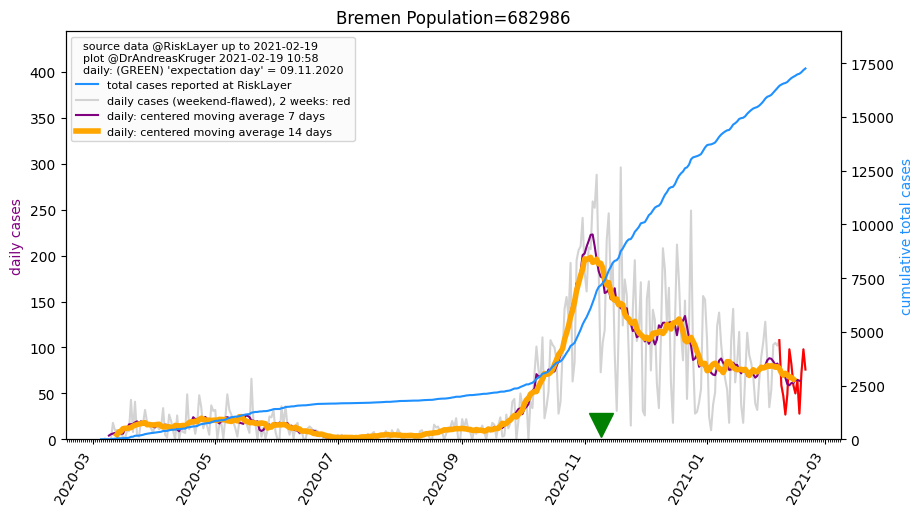 Bremen Population=682986
source data @RiskLayer up to 2021-02-19
plot @DrAndreasKruger 2021-02-19 10:58
daily: (GREEN) 'expectation day' = 09.11.2020
total cases reported at RiskLayer
daily cases (weekend-flawed), 2 weeks: red
daily: centered moving average 7 days
daily: centered moving average 14 days
daily cases
400
350
300
250
200
150
100
50
0
cumulative total cases
17500
15000
12500
10000
7500
5000
2500
0
2020-03
2020-05
2020-07
2020-09
2020-11
2021-01
2021-03